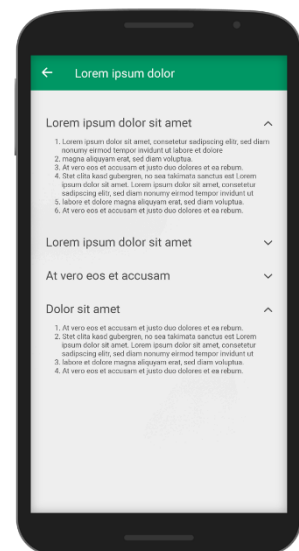 Lorem ipsum dolor
Lorem ipsum dolor sit amet
1. Lorem ipsum dolor sit amet, consetetur sadipscing elitr, sed diam
nonumy eirmod tempor invidunt ut labore et dolore
2. magna aliquyam erat, sed diam voluptua.
3. At vero eos et accusam et justo duo dolores et ea rebum.
4. Stet clita kasd gubergren, no sea takimata sanctus est Lorem
ipsum dolor sit amet. Lorem ipsum dolor sit amet, consetetur
sadipscing elitr, sed diam nonumy eirmod tempor invidunt ut
5. labore et dolore magna aliquyam erat, sed diam voluptua.
6. At vero eos et accusam et justo duo dolores et ea rebum.
Lorem ipsum dolor sit amet
At vero eos et accusam
Dolor sit amet
1. At vero eos et accusam et justo duo dolores et ea rebum.
2. Stet clita kasd gubergren, no sea takimata sanctus est Lorem
ipsum dolor sit amet. Lorem ipsum dolor sit amet, consetetur
sadipscing elitr, sed diam nonumy eirmod tempor invidunt ut
3. labore et dolore magna aliquyam erat, sed diam voluptua.
4. At vero eos et accusam et justo duo dolores et ea rebum.